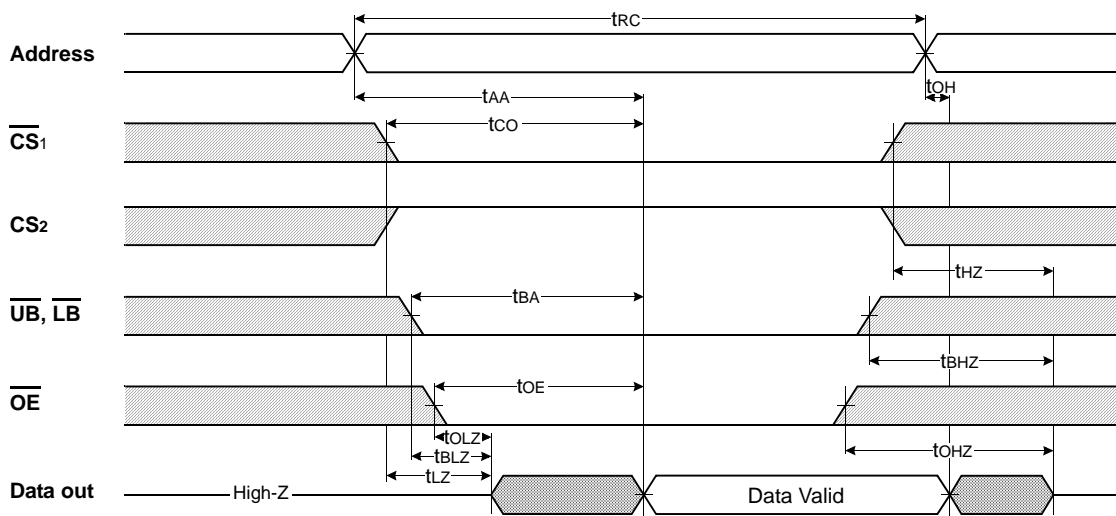 tRC
Address
tOH
tAA
tCO
CS1
CS2
tHZ
tBA
UB, LB
tBHZ
tOE
OE
tOLZ
tBLZ
tOHZ
tLZ
Data out
High-Z
Data Valid